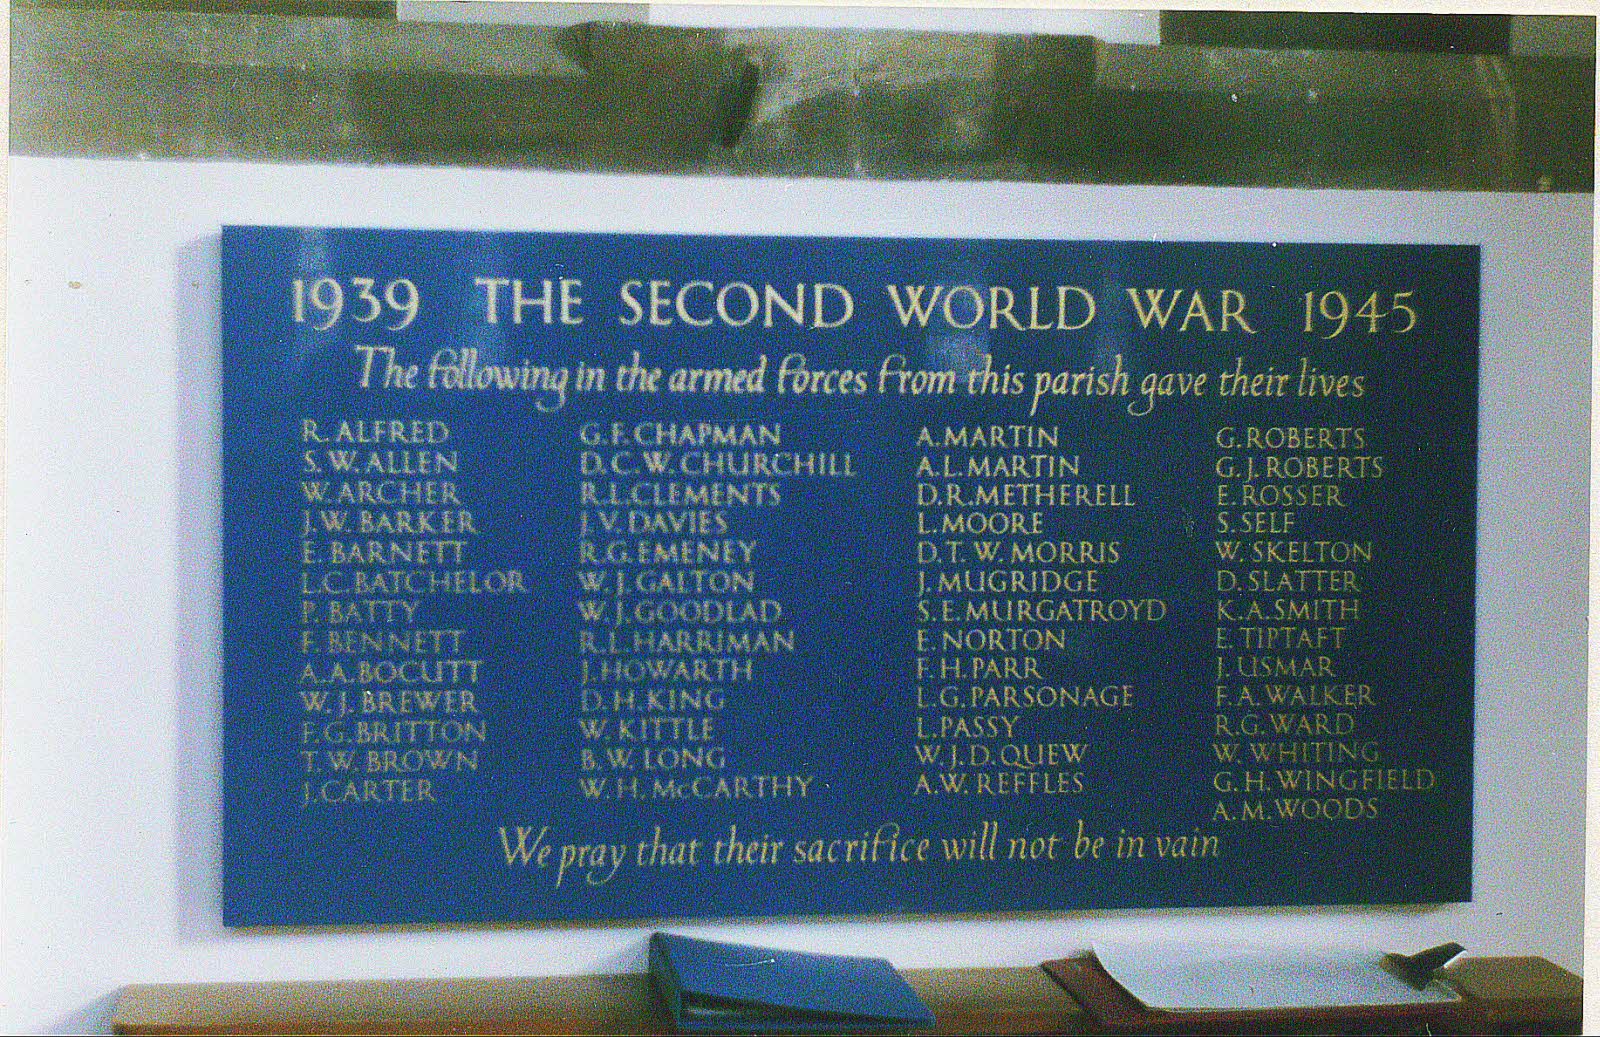 1939 THE SECOND WORLD WAR 1945
The following in the armed forces from this parish gave their lives
R. ALFRED
S. W. ALLEN
W. ARCHER
J. W. BARKER
E. BARNETT
L.C. BATCHELOR
P. BATTY
F. BENNETT
A.A. BOCUTT
W. J. BREWER
F.G. BRITTON
T. W. BROWN
J. CARTER
G. F. CHAPMAN
D. C. W. CHURCHILL
R.L. CLEMENTS
J. V. DAVIES
R.G. EMENEY
W. J. GALTON
W. J. GOODLAD
R.L. HARRIMAN
J. HOWARTH
D. H. KING
W. KITTLE
B. W. LONG
W. H. McCARTHY
A. MARTIN
A. L. MARTIN
D. R. METHERELL
L. MOORE
D. T. W. MORRIS
J. MUGRIDGE
S. E. MURGATROYD
E. NORTON
F. H. PARR
L. G. PARSONAGE
L. PASSY
W. J. D. QUEW
A. W. REFFLES
G. ROBERTS
G. J. ROBERTS
E. ROSSER
S. SELF
W. SKELTON
D. SLATTER
K. A. SMITH
E. TIPTAFT
J. USMAR
F. A. WALKER
R. G. WARD
W. WHITING
G. H. WINGFIELD
A. M. WOODS
We pray that their sacrifice will not be in vain